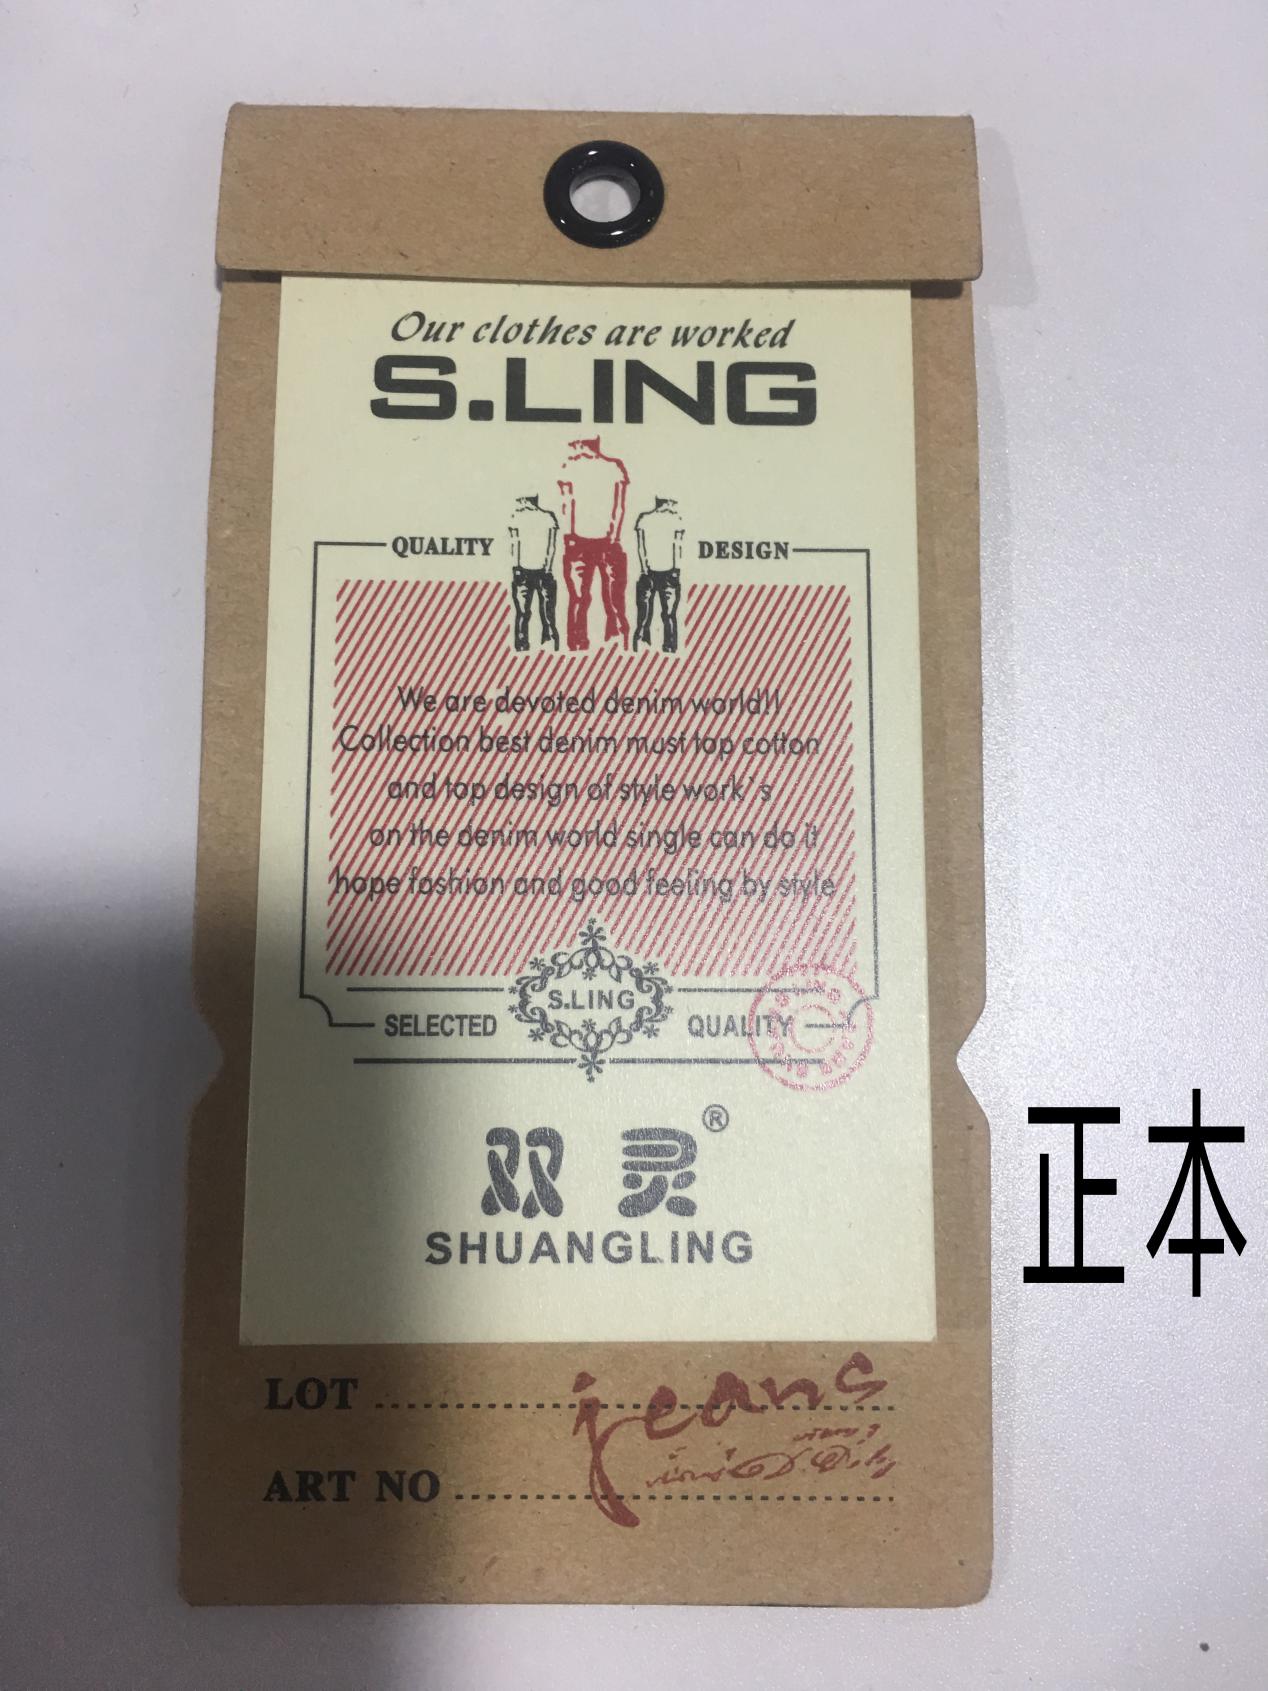 Our clothes are worked
S.LING
QUALITY DESIGN
We are devoted denim world!!
Collection best denim must top cotton
and top design of style work`s
on the denim world single can do it
hope fashion and good feeling by style
S.LING
SELECTED QUALITY
双灵®
SHUANGLING
正本
LOT
jeans
ART NO